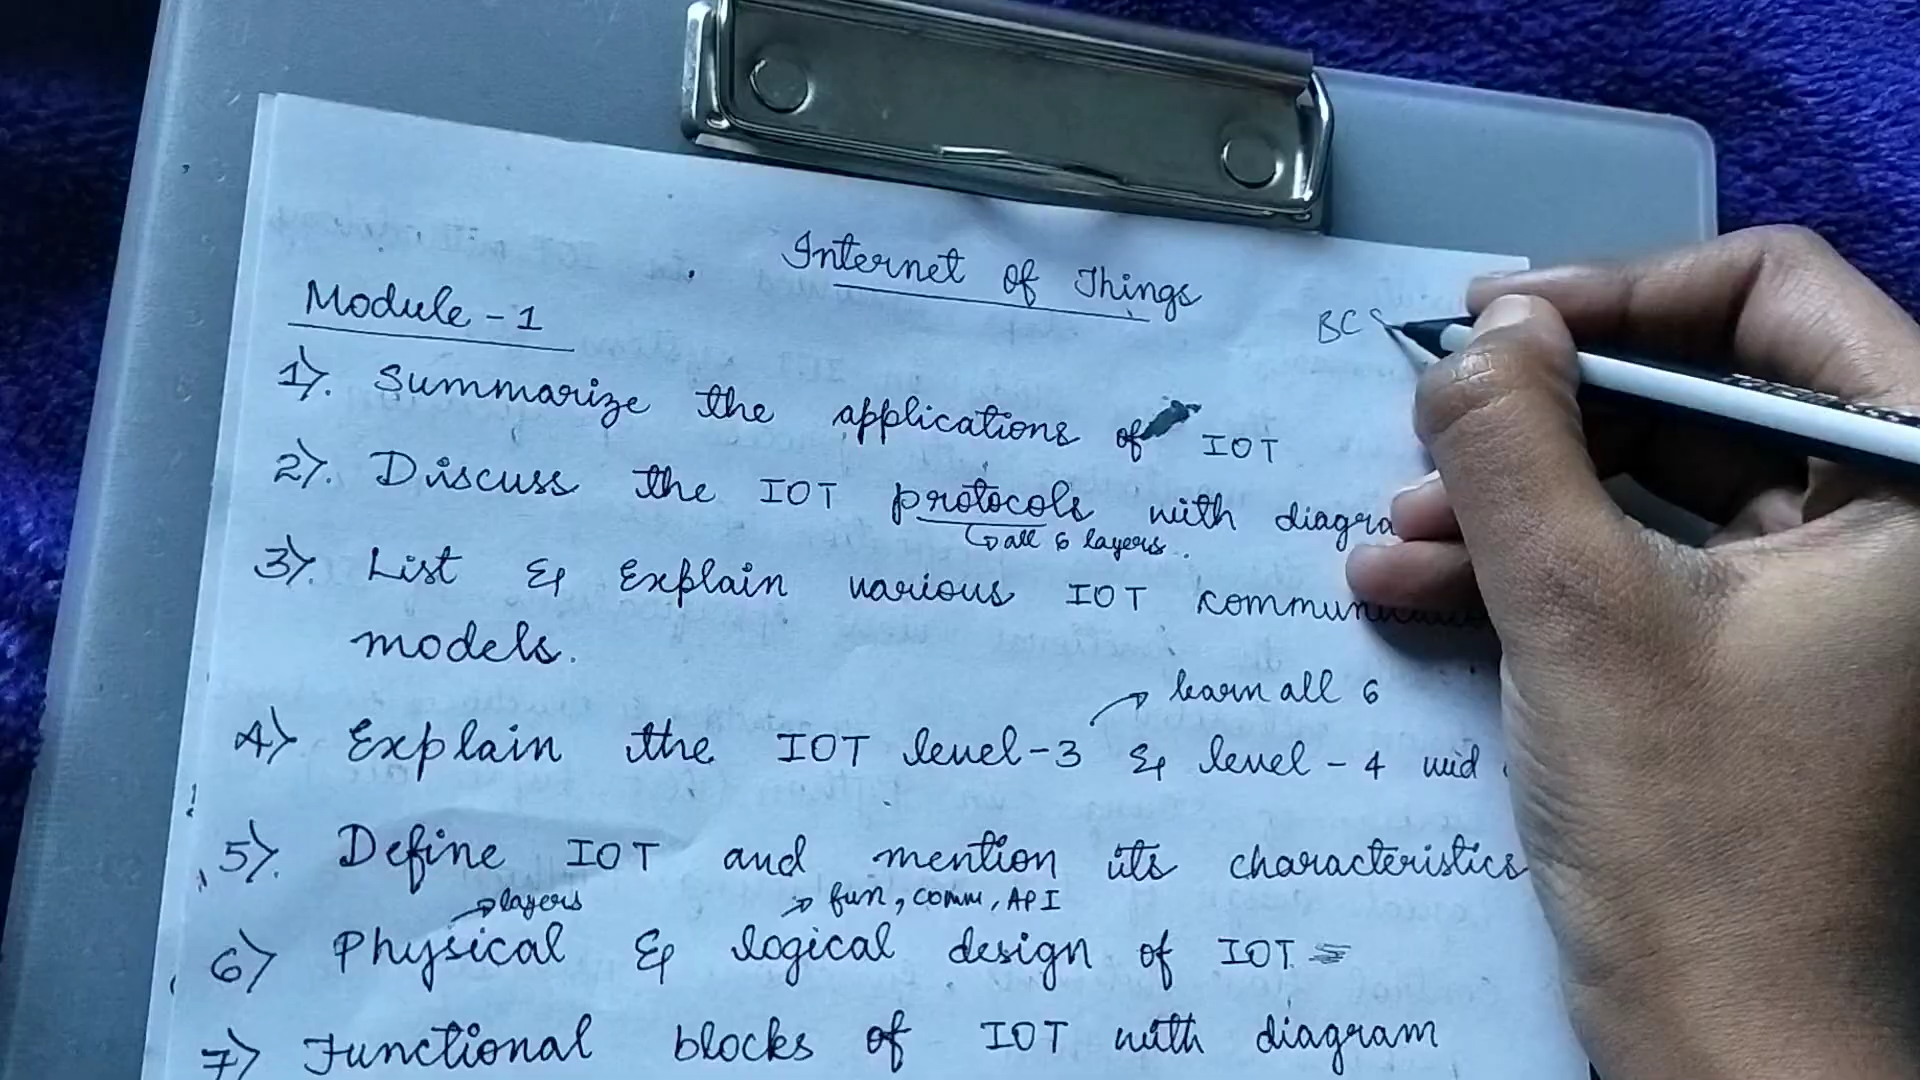 Internet of Things
BC
Module - 1
1). Summarize the applications of IOT
2). Discuss the IOT protocols with diagra
↳ all 6 layers.
3). List & Explain various IOT communication
models.
→ learn all 6
4) Explain the IOT level-3 & level-4 wid
5). Define IOT and mention its characteristics
→ layers → fun, comm, API
6) Physical & logical design of IOT
7) Functional blocks of IOT with diagram